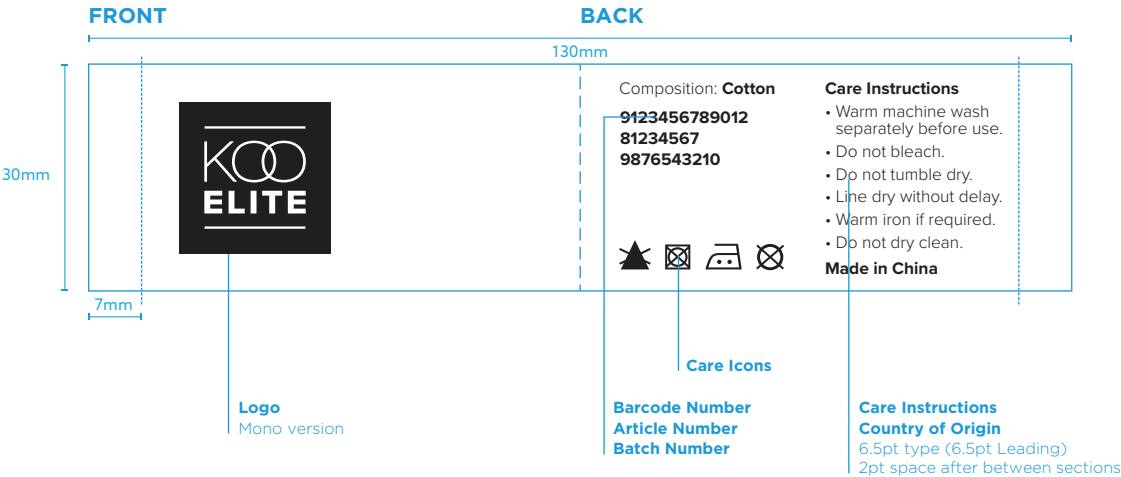 FRONT
BACK
130mm
30mm
7mm
KOO
ELITE
Composition: Cotton
9123456789012
81234567
9876543210
Care Instructions
• Warm machine wash
separately before use.
• Do not bleach.
• Do not tumble dry.
• Line dry without delay.
• Warm iron if required.
• Do not dry clean.
Made in China
Care Icons
Logo
Mono version
Barcode Number
Article Number
Batch Number
Care Instructions
Country of Origin
6.5pt type (6.5pt Leading)
2pt space after between sections